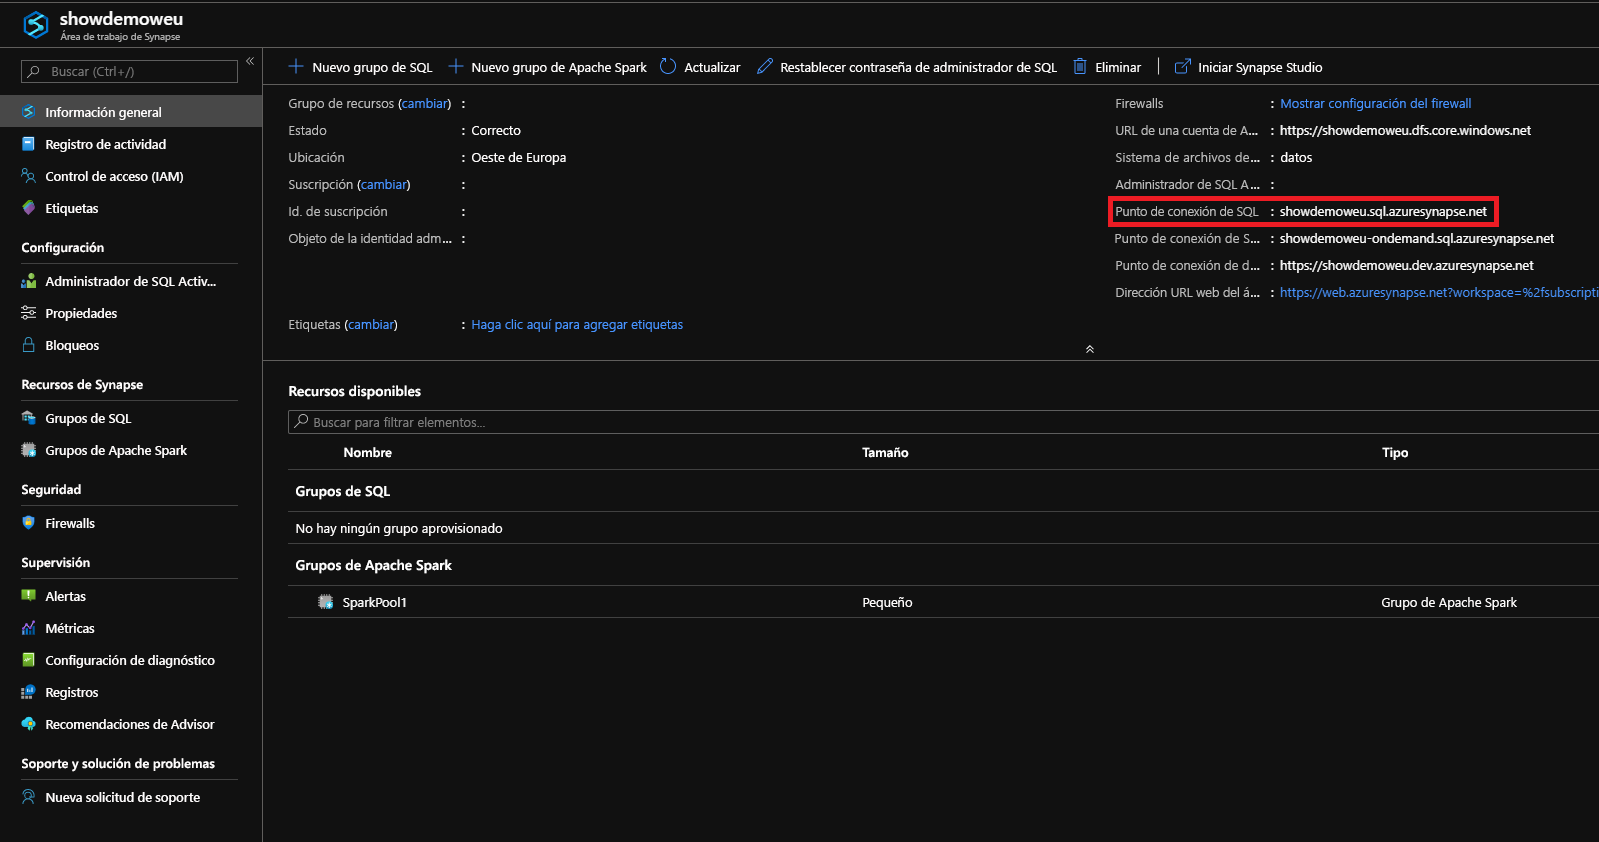 showdemoweu
Área de trabajo de Synapse
Buscar (Ctrl+/)
«
Información general
Registro de actividad
Control de acceso (IAM)
Etiquetas
Configuración
Administrador de SQL Activ...
Propiedades
Bloqueos
Recursos de Synapse
Grupos de SQL
Grupos de Apache Spark
Seguridad
Firewalls
Supervisión
Alertas
Métricas
Configuración de diagnóstico
Registros
Recomendaciones de Advisor
Soporte y solución de problemas
Nueva solicitud de soporte
Nuevo grupo de SQL Nuevo grupo de Apache Spark Actualizar Restablecer contraseña de administrador de SQL Eliminar Iniciar Synapse Studio
Grupo de recursos (cambiar) :
Estado : Correcto
Ubicación : Oeste de Europa
Suscripción (cambiar) :
Id. de suscripción :
Objeto de la identidad adm... :
Etiquetas (cambiar) : Haga clic aquí para agregar etiquetas
Firewalls : Mostrar configuración del firewall
URL de una cuenta de A... : https://showdemoweu.dfs.core.windows.net
Sistema de archivos de... : datos
Administrador de SQL A... :
Punto de conexión de SQL : showdemoweu.sql.azuresynapse.net
Punto de conexión de S... : showdemoweu-ondemand.sql.azuresynapse.net
Punto de conexión de d... : https://showdemoweu.dev.azuresynapse.net
Dirección URL web del á... : https://web.azuresynapse.net?workspace=%2fsubscripti
Recursos disponibles
Buscar para filtrar elementos...
Nombre Tamaño Tipo
Grupos de SQL
No hay ningún grupo aprovisionado
Grupos de Apache Spark
SparkPool1 Pequeño Grupo de Apache Spark